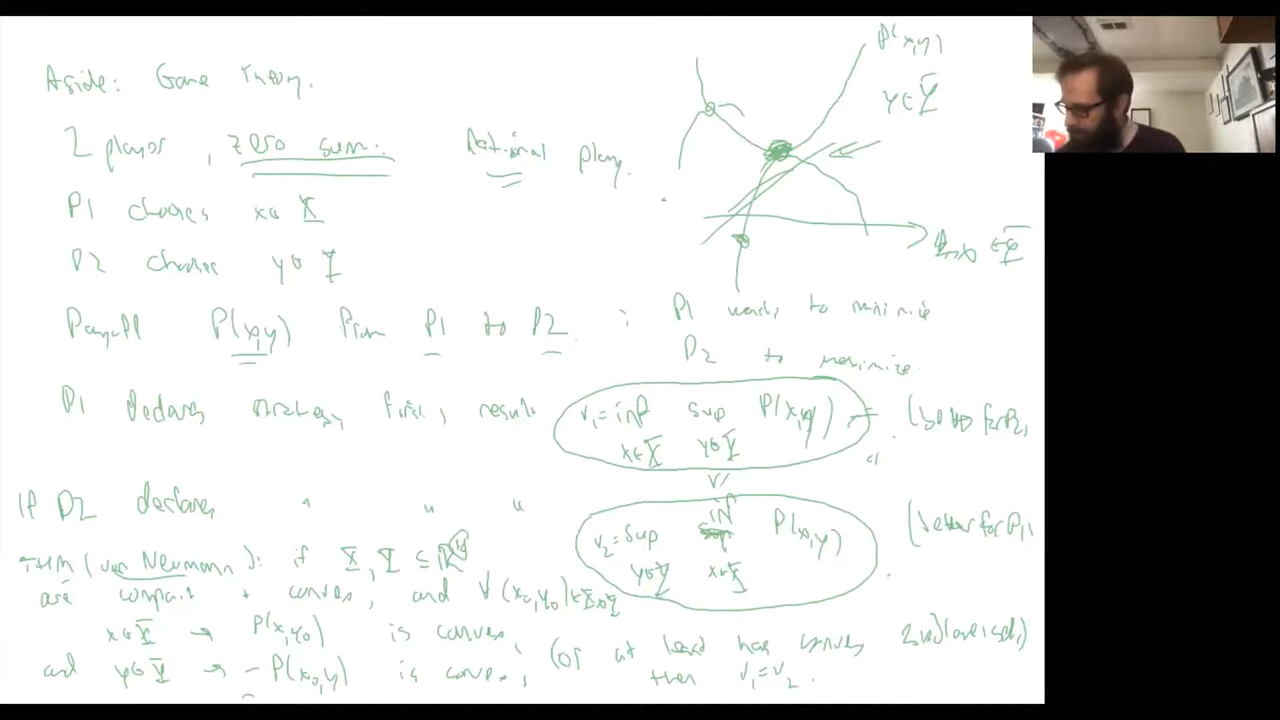 Aside: Game Theory.
2 players, zero sum. Rational play.
P1 chooses x∈X
P2 chooses y∈Y
Payoff P(x,y) from P1 to P2 : P1 wants to minimize
P2 to maximize.
P(x,y)
y∈Y
P1 declares strategy first, results v₁ = inf x∈X sup y∈Y P(x,y) (better for P2)
V/
If P2 declares " " " v₂ = sup y∈Y inf x∈X P(x,y) (better for P1)
THM (von Neumann): if X, Y ⊆ ℝ
are compact + convex, and ∀(x₀,y₀)∈X×Y
x∈X → P(x,y₀) is convex,
and y∈Y → -P(x₀,y) is convex, (or at least has convex level sets)
then v₁=v₂.